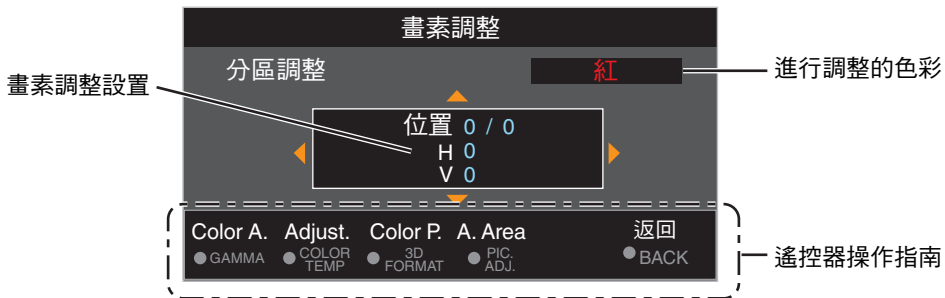 畫素調整
分區調整
紅
進行調整的色彩
畫素調整設置
位置 0 / 0
H 0
V 0
Color A. Adjust. Color P. A. Area 返回
GAMMA COLOR TEMP 3D FORMAT PIC. ADJ. BACK
遙控器操作指南